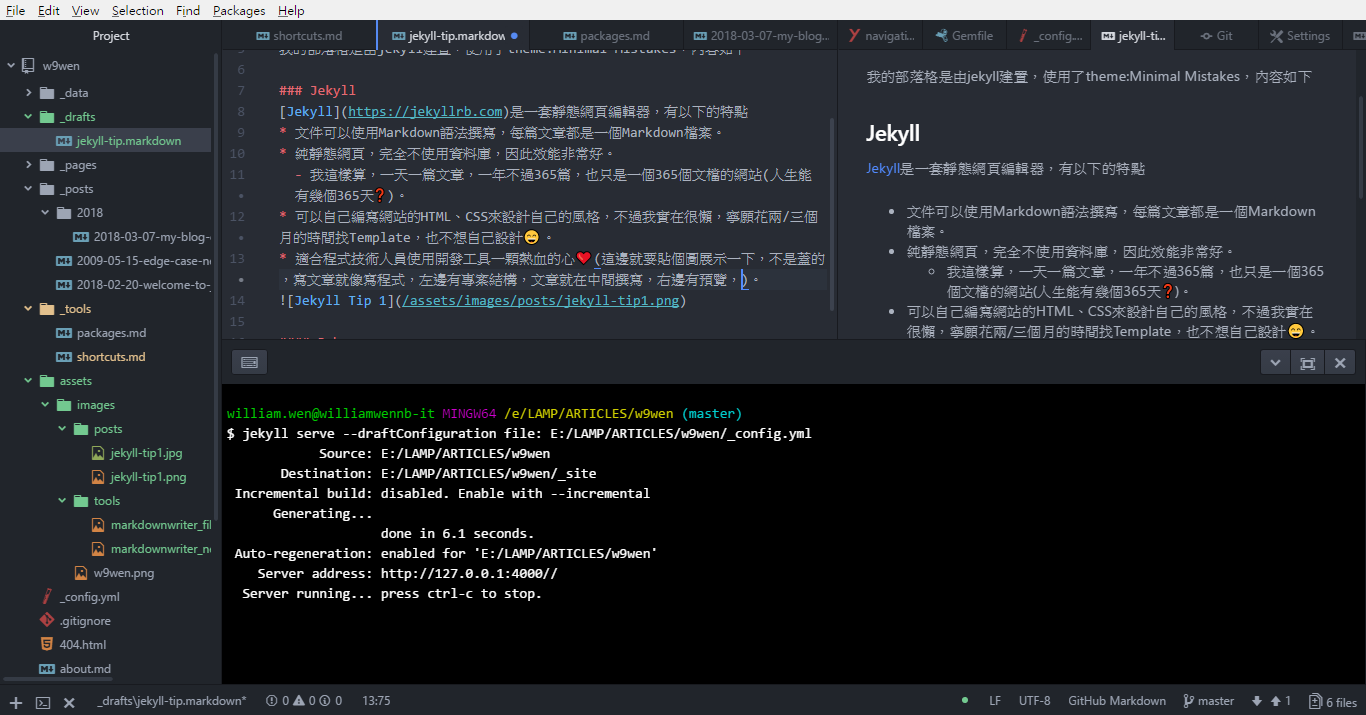 File Edit View Selection Find Packages Help
Project
shortcuts.md
jekyll-tip.markdow
packages.md
2018-03-07-my-blog...
navigati...
Gemfile
_config....
jekyll-ti...
Git
Settings
w9wen
_data
_drafts
jekyll-tip.markdown
_pages
_posts
2018
2018-03-07-my-blog-
2009-05-15-edge-case-n
2018-02-20-welcome-to_
_tools
packages.md
shortcuts.md
assets
images
posts
jekyll-tip1.jpg
jekyll-tip1.png
tools
markdownwriter_fil
markdownwriter_n
w9wen.png
_config.yml
.gitignore
404.html
about.md
我的部落格是由jekyll建置，使用了theme:Minimal Mistakes，內容如下
6
7 ### Jekyll
8 [Jekyll](https://jekyllrb.com)是一套靜態網頁編輯器，有以下的特點
9 * 文件可以使用Markdown語法撰寫，每篇文章都是一個Markdown檔案。
10 * 純靜態網頁，完全不使用資料庫，因此效能非常好。
11 - 我這樣算，一天一篇文章，一年不過365篇，也只是一個365個文檔的網站(人生能
• 有幾個365天❓)。
12 * 可以自己編寫網站的HTML、CSS來設計自己的風格，不過我實在很懶，寧願花兩/三個
• 月的時間找Template，也不想自己設計😄。
13 * 適合程式技術人員使用開發工具一顆熱血的心❤️(這邊就要貼個圖展示一下，不是蓋的
• ，寫文章就像寫程式，左邊有專案結構，文章就在中間撰寫，右邊有預覽，)。
14 ![Jekyll Tip 1](/assets/images/posts/jekyll-tip1.png)
15
我的部落格是由jekyll建置，使用了theme:Minimal Mistakes，內容如下
Jekyll
Jekyll是一套靜態網頁編輯器，有以下的特點
• 文件可以使用Markdown語法撰寫，每篇文章都是一個Markdown
檔案。
• 純靜態網頁，完全不使用資料庫，因此效能非常好。
◦ 我這樣算，一天一篇文章，一年不過365篇，也只是一個365
個文檔的網站(人生能有幾個365天❓)。
• 可以自己編寫網站的HTML、CSS來設計自己的風格，不過我實在
很懶，寧願花兩/三個月的時間找Template，也不想自己設計😄。
william.wen@williamwennb-it MINGW64 /e/LAMP/ARTICLES/w9wen (master)
$ jekyll serve --draftConfiguration file: E:/LAMP/ARTICLES/w9wen/_config.yml
Source: E:/LAMP/ARTICLES/w9wen
Destination: E:/LAMP/ARTICLES/w9wen/_site
Incremental build: disabled. Enable with --incremental
Generating...
done in 6.1 seconds.
Auto-regeneration: enabled for 'E:/LAMP/ARTICLES/w9wen'
Server address: http://127.0.0.1:4000//
Server running... press ctrl-c to stop.
_drafts\jekyll-tip.markdown* 0 0 0 13:75 LF UTF-8 GitHub Markdown master 1 6 files